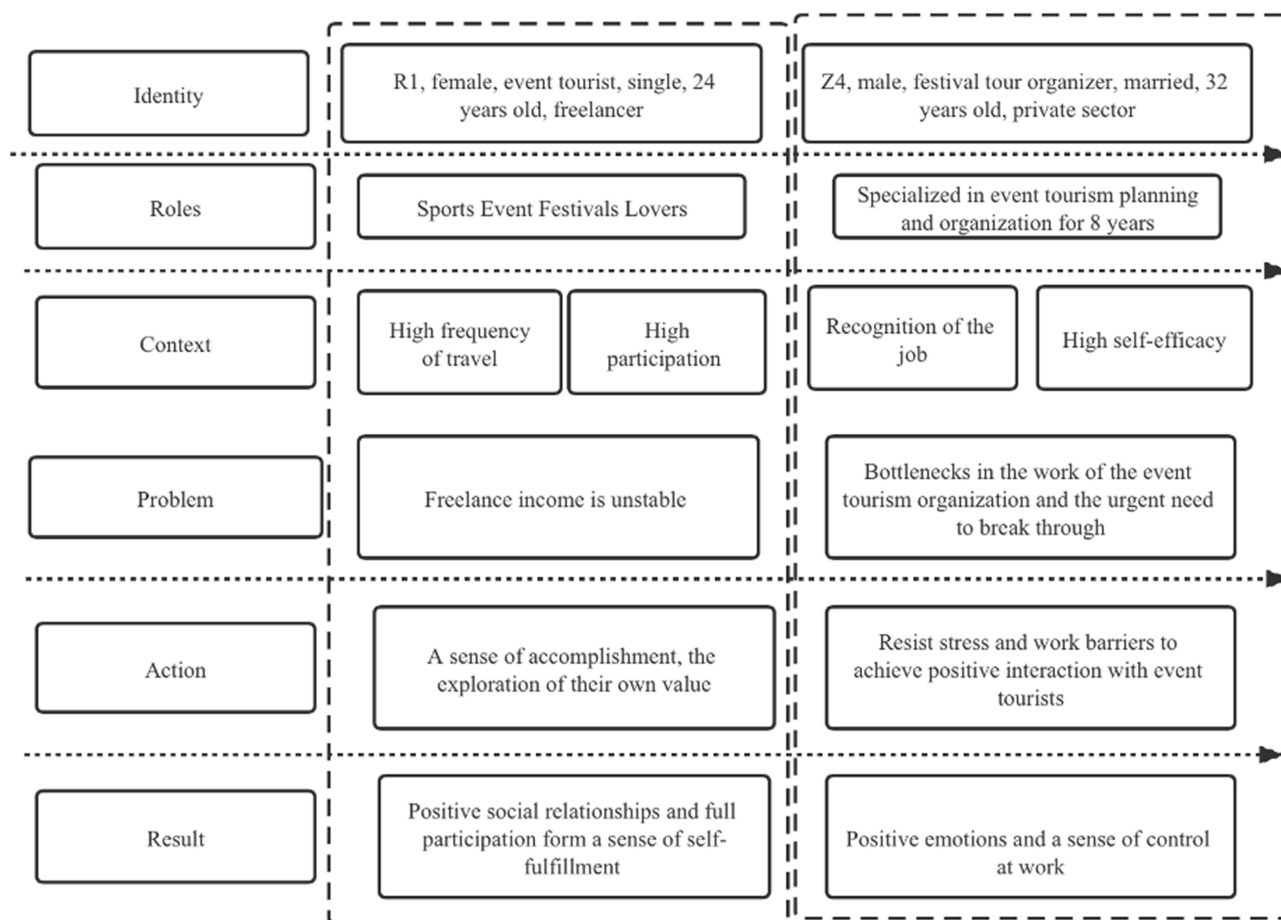 Identity
R1, female, event tourist, single, 24
years old, freelancer
Z4, male, festival tour organizer, married, 32
years old, private sector
Roles
Sports Event Festivals Lovers
Specialized in event tourism planning
and organization for 8 years
Context
High frequency
of travel
High
participation
Recognition of the
job
High self-efficacy
Problem
Freelance income is unstable
Bottlenecks in the work of the event
tourism organization and the urgent need
to break through
Action
A sense of accomplishment, the
exploration of their own value
Resist stress and work barriers to
achieve positive interaction with event
tourists
Result
Positive social relationships and full
participation form a sense of self-
fulfillment
Positive emotions and a sense of control
at work